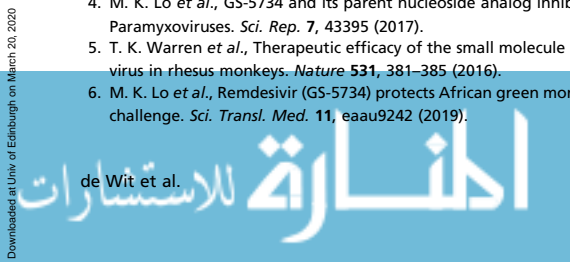 4. M. K. Lo et al., GS-5734 and its parent nucleoside analog inhib
Paramyxoviruses. Sci. Rep. 7, 43395 (2017).
5. T. K. Warren et al., Therapeutic efficacy of the small molecule
virus in rhesus monkeys. Nature 531, 381–385 (2016).
6. M. K. Lo et al., Remdesivir (GS-5734) protects African green mon
challenge. Sci. Transl. Med. 11, eaau9242 (2019).
de Wit et al.
المنارة للاستشارات
Downloaded at Univ of Edinburgh on March 20, 2020